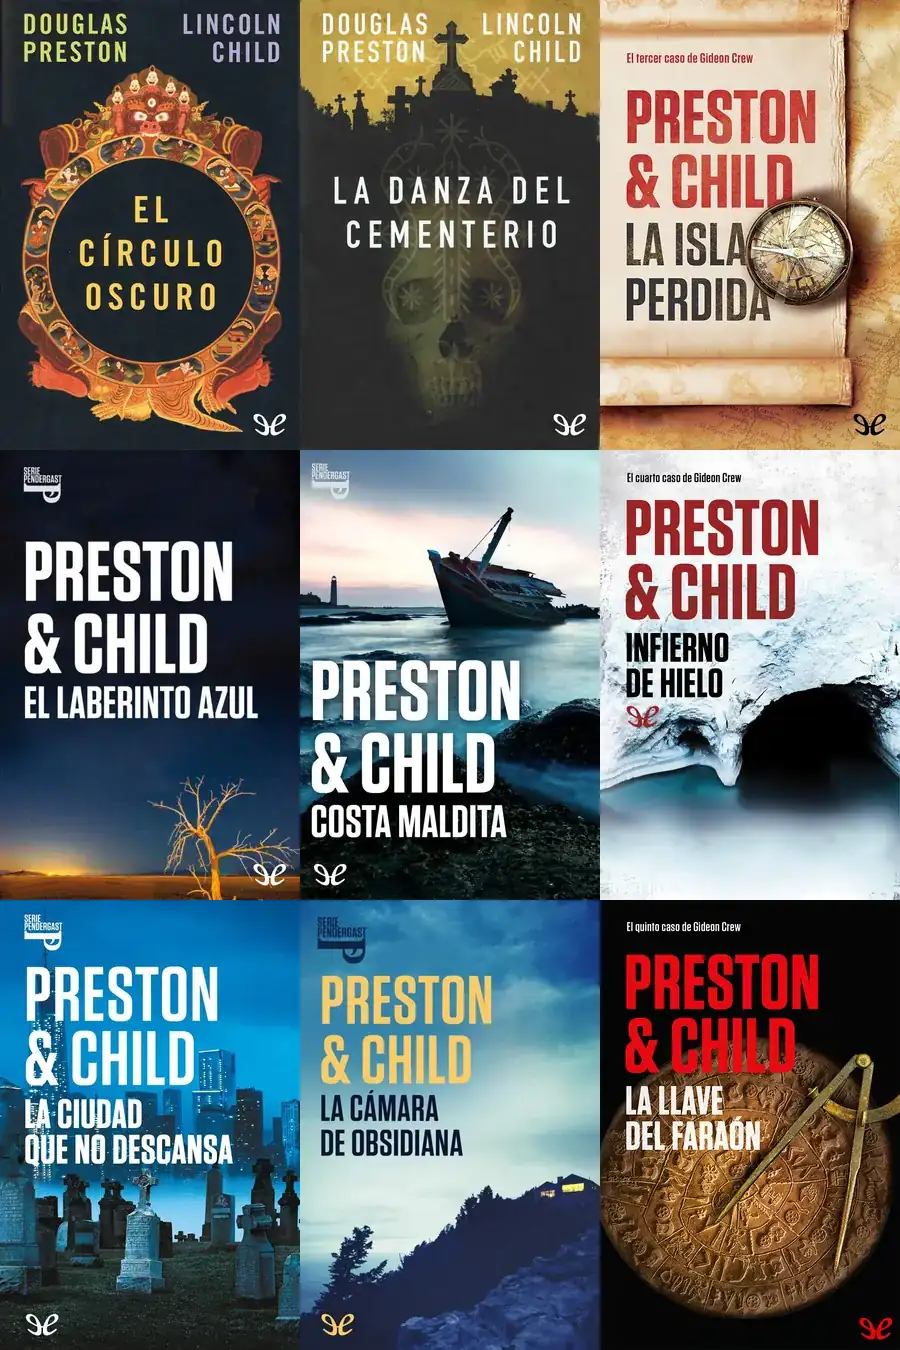 DOUGLAS
PRESTON
LINCOLN
CHILD
EL
CÍRCULO
OSCURO
DOUGLAS
PRESTON
LINCOLN
CHILD
LA DANZA DEL
CEMENTERIO
El tercer caso de Gideon Crew
PRESTON
& CHILD
LA ISLA
PERDIDA
SERIE
PENDERGAST
PRESTON
& CHILD
EL LABERINTO AZUL
SERIE
PENDERGAST
PRESTON
& CHILD
COSTA MALDITA
El cuarto caso de Gideon Crew
PRESTON
& CHILD
INFIERNO
DE HIELO
SERIE
PENDERGAST
PRESTON
& CHILD
LA CIUDAD
QUE NO DESCANSA
SERIE
PENDERGAST
PRESTON
& CHILD
LA CÁMARA
DE OBSIDIANA
El quinto caso de Gideon Crew
PRESTON
& CHILD
LA LLAVE
DEL FARAÓN